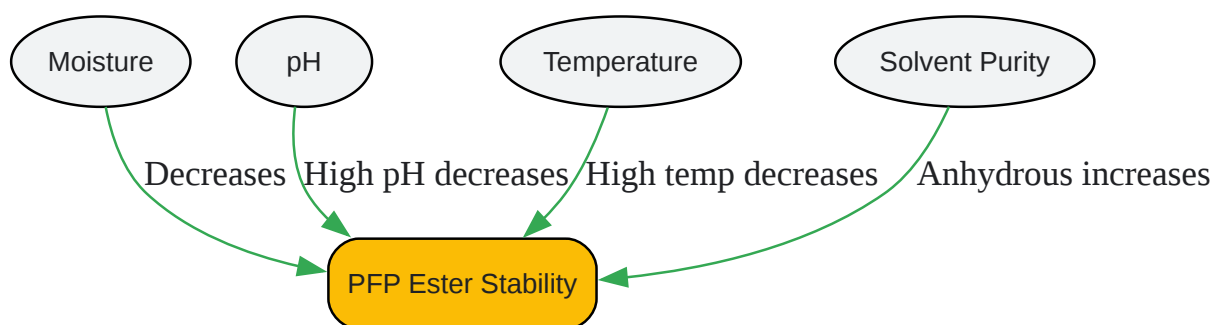 Moisture
pH
Temperature
Solvent Purity
Decreases
High pH decreases
High temp decreases
Anhydrous increases
PFP Ester Stability